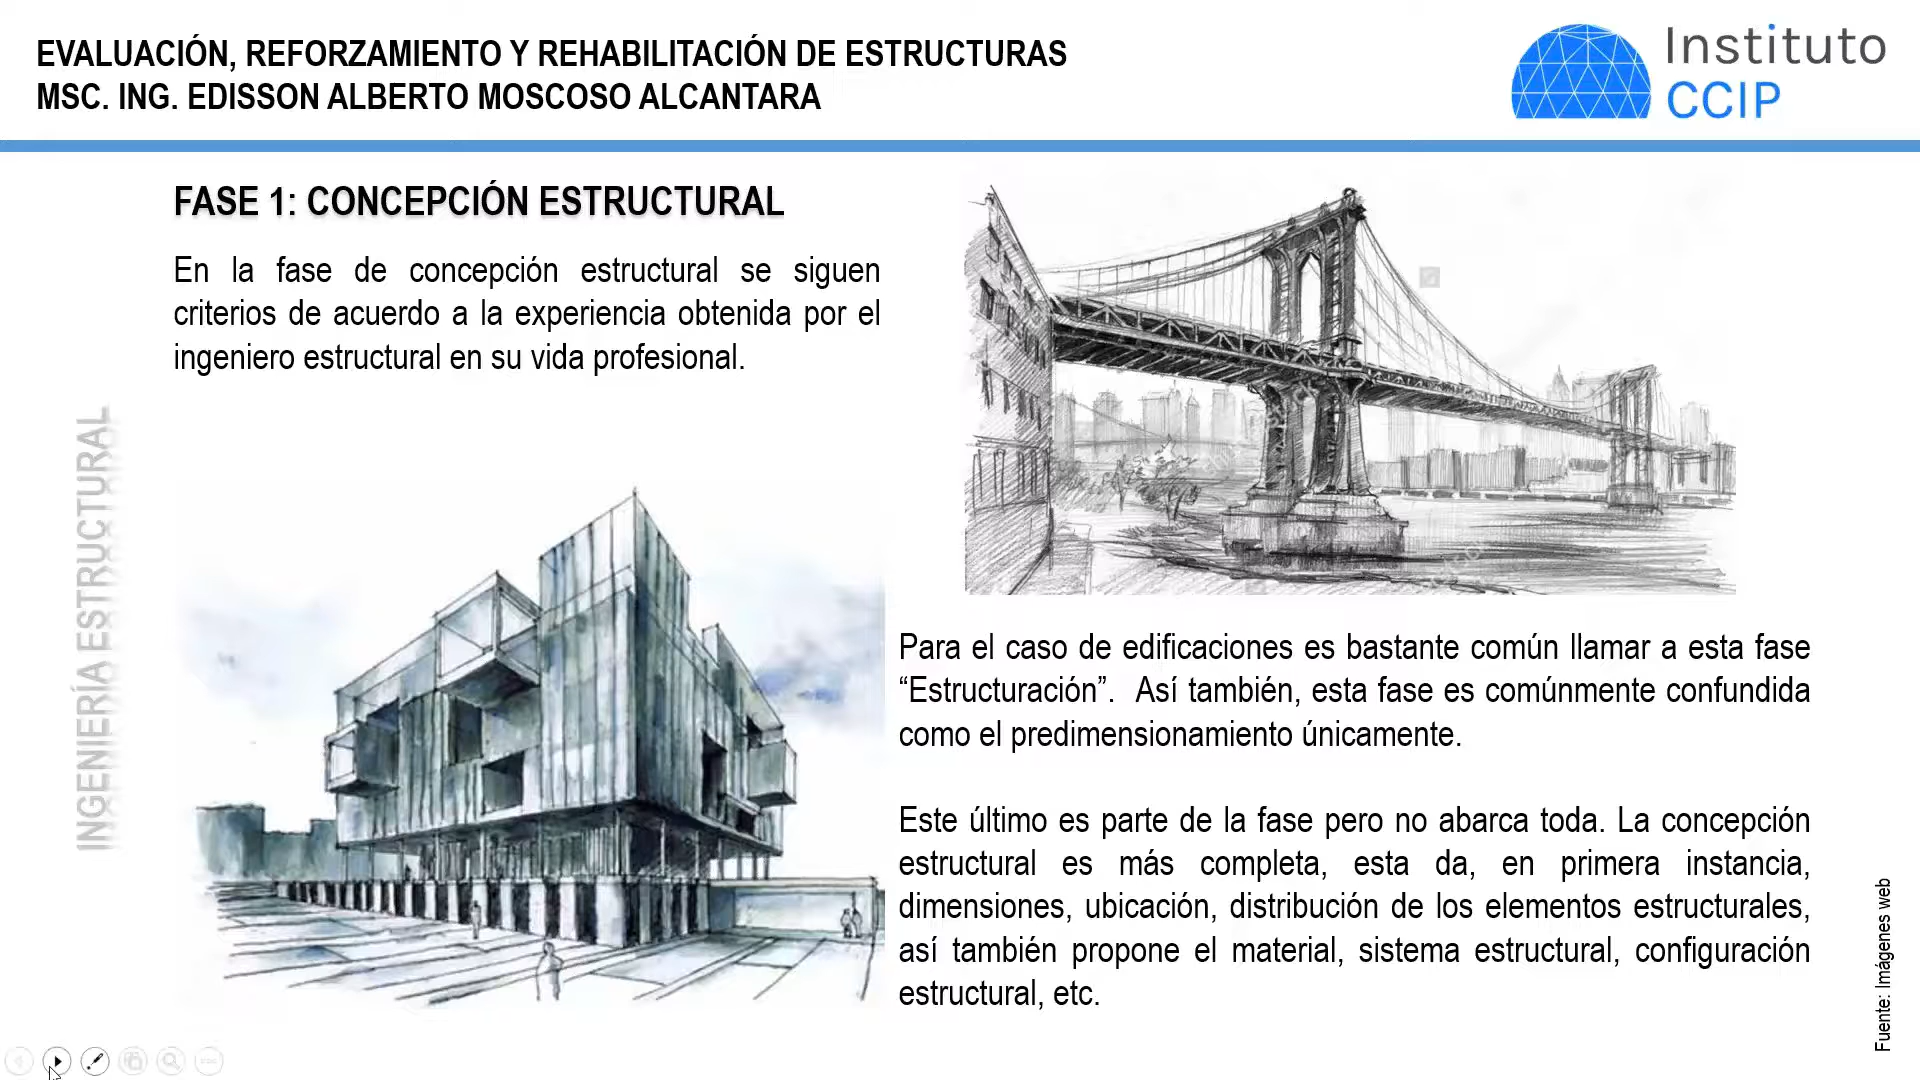 EVALUACIÓN, REFORZAMIENTO Y REHABILITACIÓN DE ESTRUCTURAS
MSC. ING. EDISSON ALBERTO MOSCOSO ALCANTARA
Instituto
CCIP
FASE 1: CONCEPCIÓN ESTRUCTURAL
En la fase de concepción estructural se siguen
criterios de acuerdo a la experiencia obtenida por el
ingeniero estructural en su vida profesional.
INGENIERÍA ESTRUCTURAL
Para el caso de edificaciones es bastante común llamar a esta fase
“Estructuración”. Así también, esta fase es comúnmente confundida
como el predimensionamiento únicamente.
Este último es parte de la fase pero no abarca toda. La concepción
estructural es más completa, esta da, en primera instancia,
dimensiones, ubicación, distribución de los elementos estructurales,
así también propone el material, sistema estructural, configuración
estructural, etc.
Fuente: Imágenes web